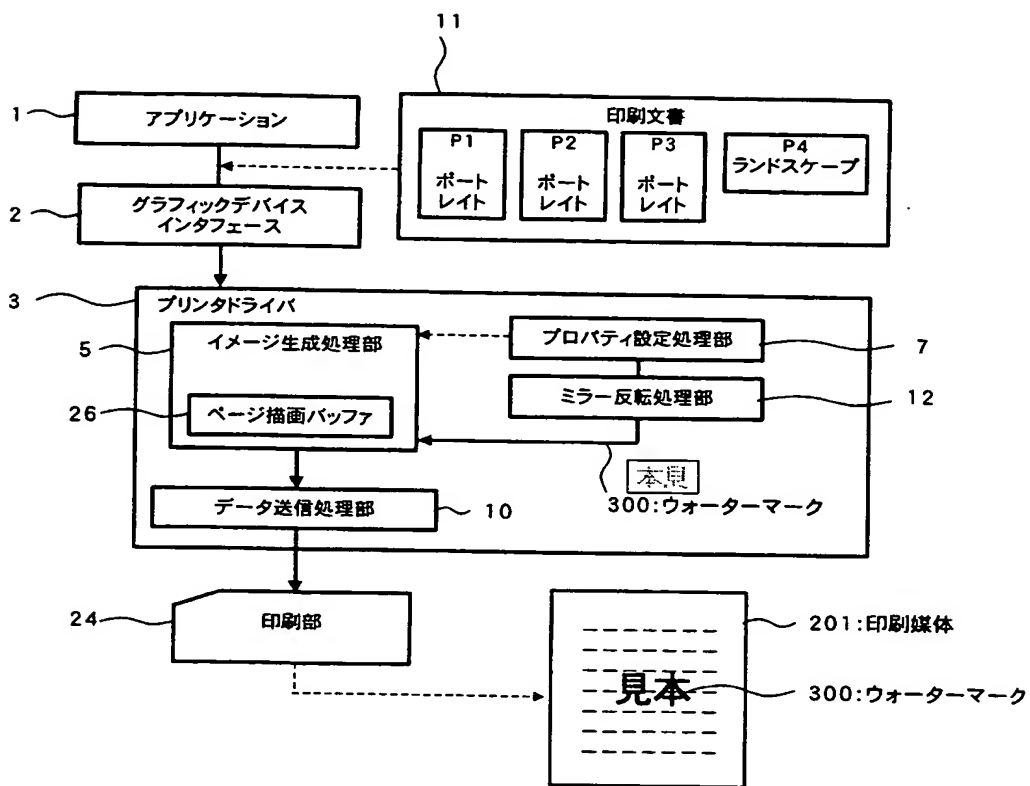 11
1
アプリケーション
印刷文書
P1
ポート
レイト
P2
ポート
レイト
P3
ポート
レイト
P4
ランドスケープ
2
グラフィックデバイス
インタフェース
3
プリンタドライバ
5
イメージ生成処理部
プロパティ設定処理部
7
26
ページ描画バッファ
ミラー反転処理部
12
本見
300:ウォーターマーク
データ送信処理部
10
24
印刷部
201:印刷媒体
見本
300:ウォーターマーク